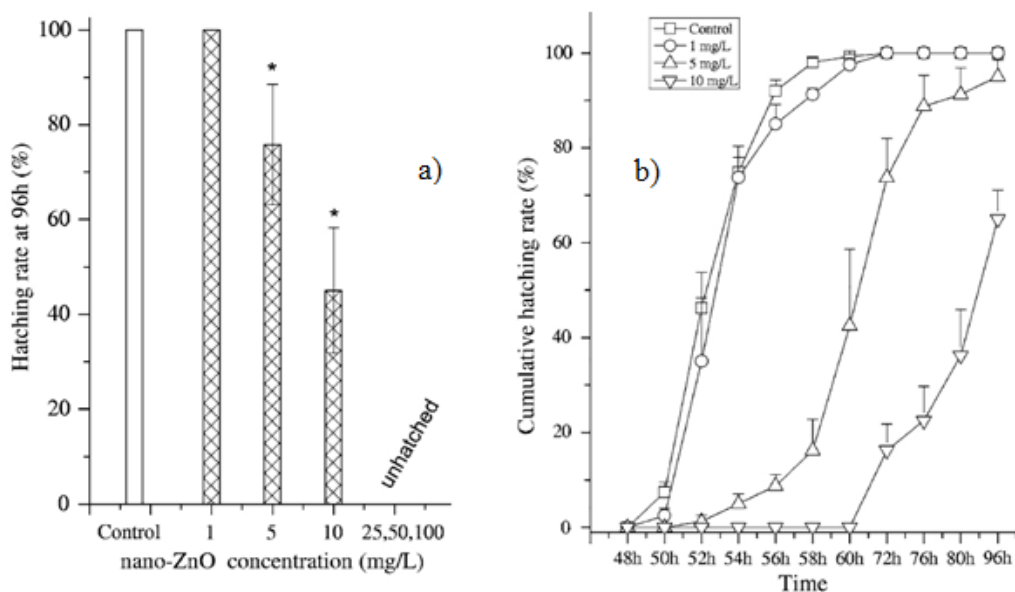 Hatching rate at 96h (%)
100
80
60
40
20
0
*
*
a)
unhatched
Control
1
5
10
25,50,100
nano-ZnO concentration (mg/L)
Cumulative hatching rate (%)
100
80
60
40
20
0
Control
1 mg/L
5 mg/L
10 mg/L
b)
48h
50h
52h
54h
56h
58h
60h
72h
76h
80h
96h
Time